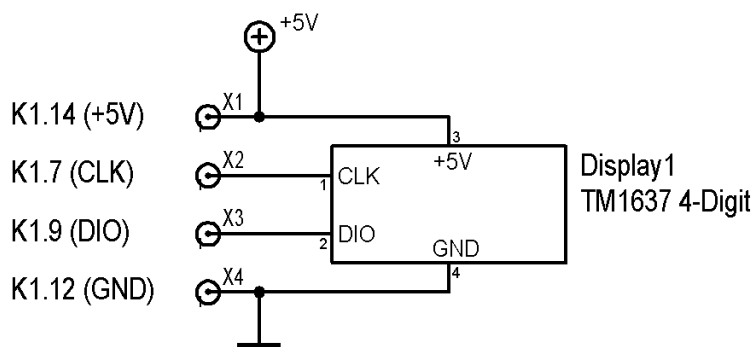 +5V
K1.14 (+5V) X1
3
+5V
K1.7 (CLK) X2
1 CLK
Display1
TM1637 4-Digit
K1.9 (DIO) X3
2 DIO
GND
4
K1.12 (GND) X4